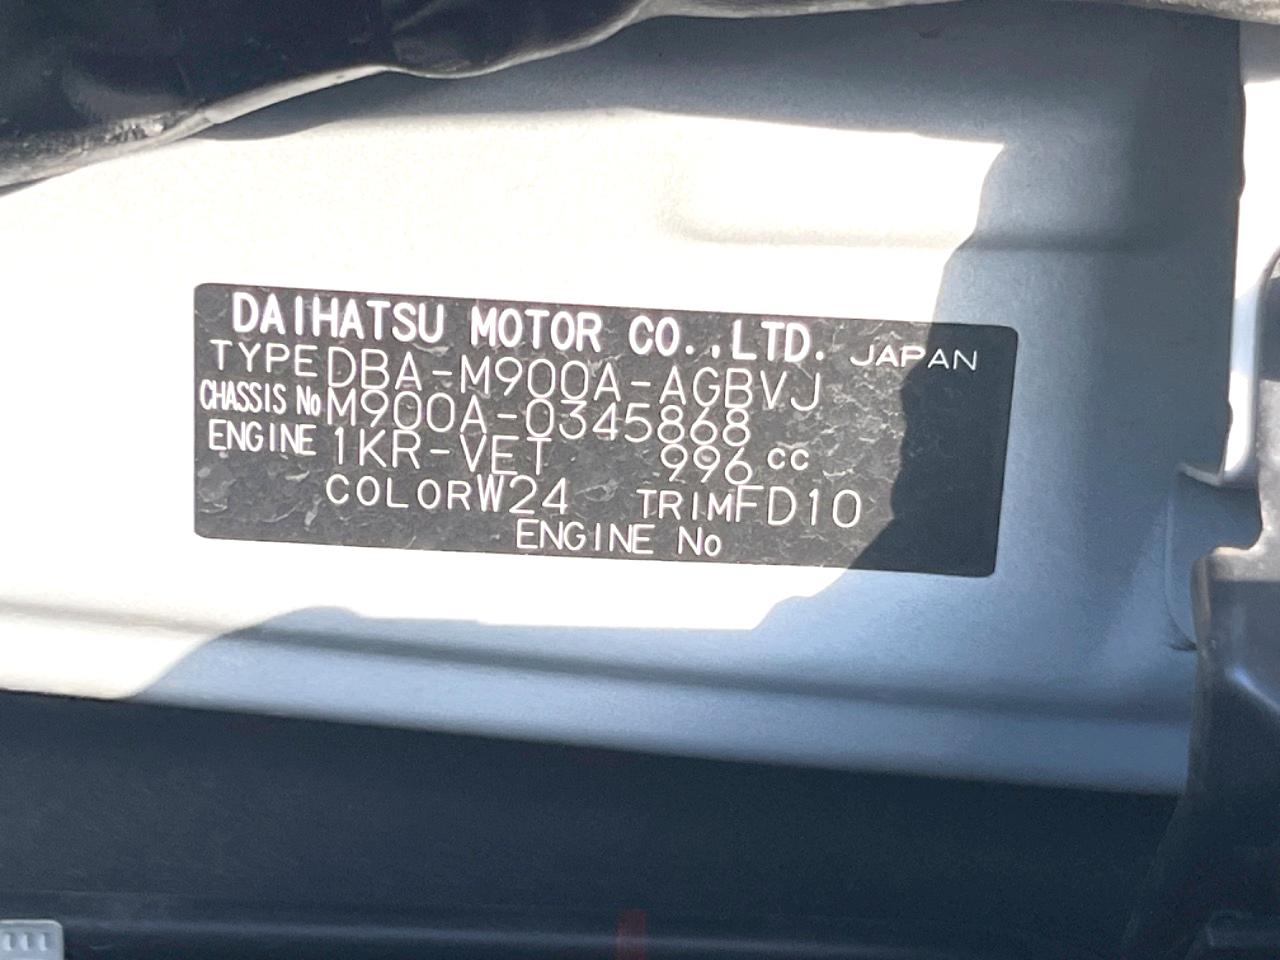 DAIHATSU MOTOR CO.,LTD. JAPAN
TYPE DBA-M900A-AGBVJ
CHASSIS No M900A-0345868
ENGINE 1KR-VET 996 cc
COLOR W24 TRIM FD10
ENGINE No